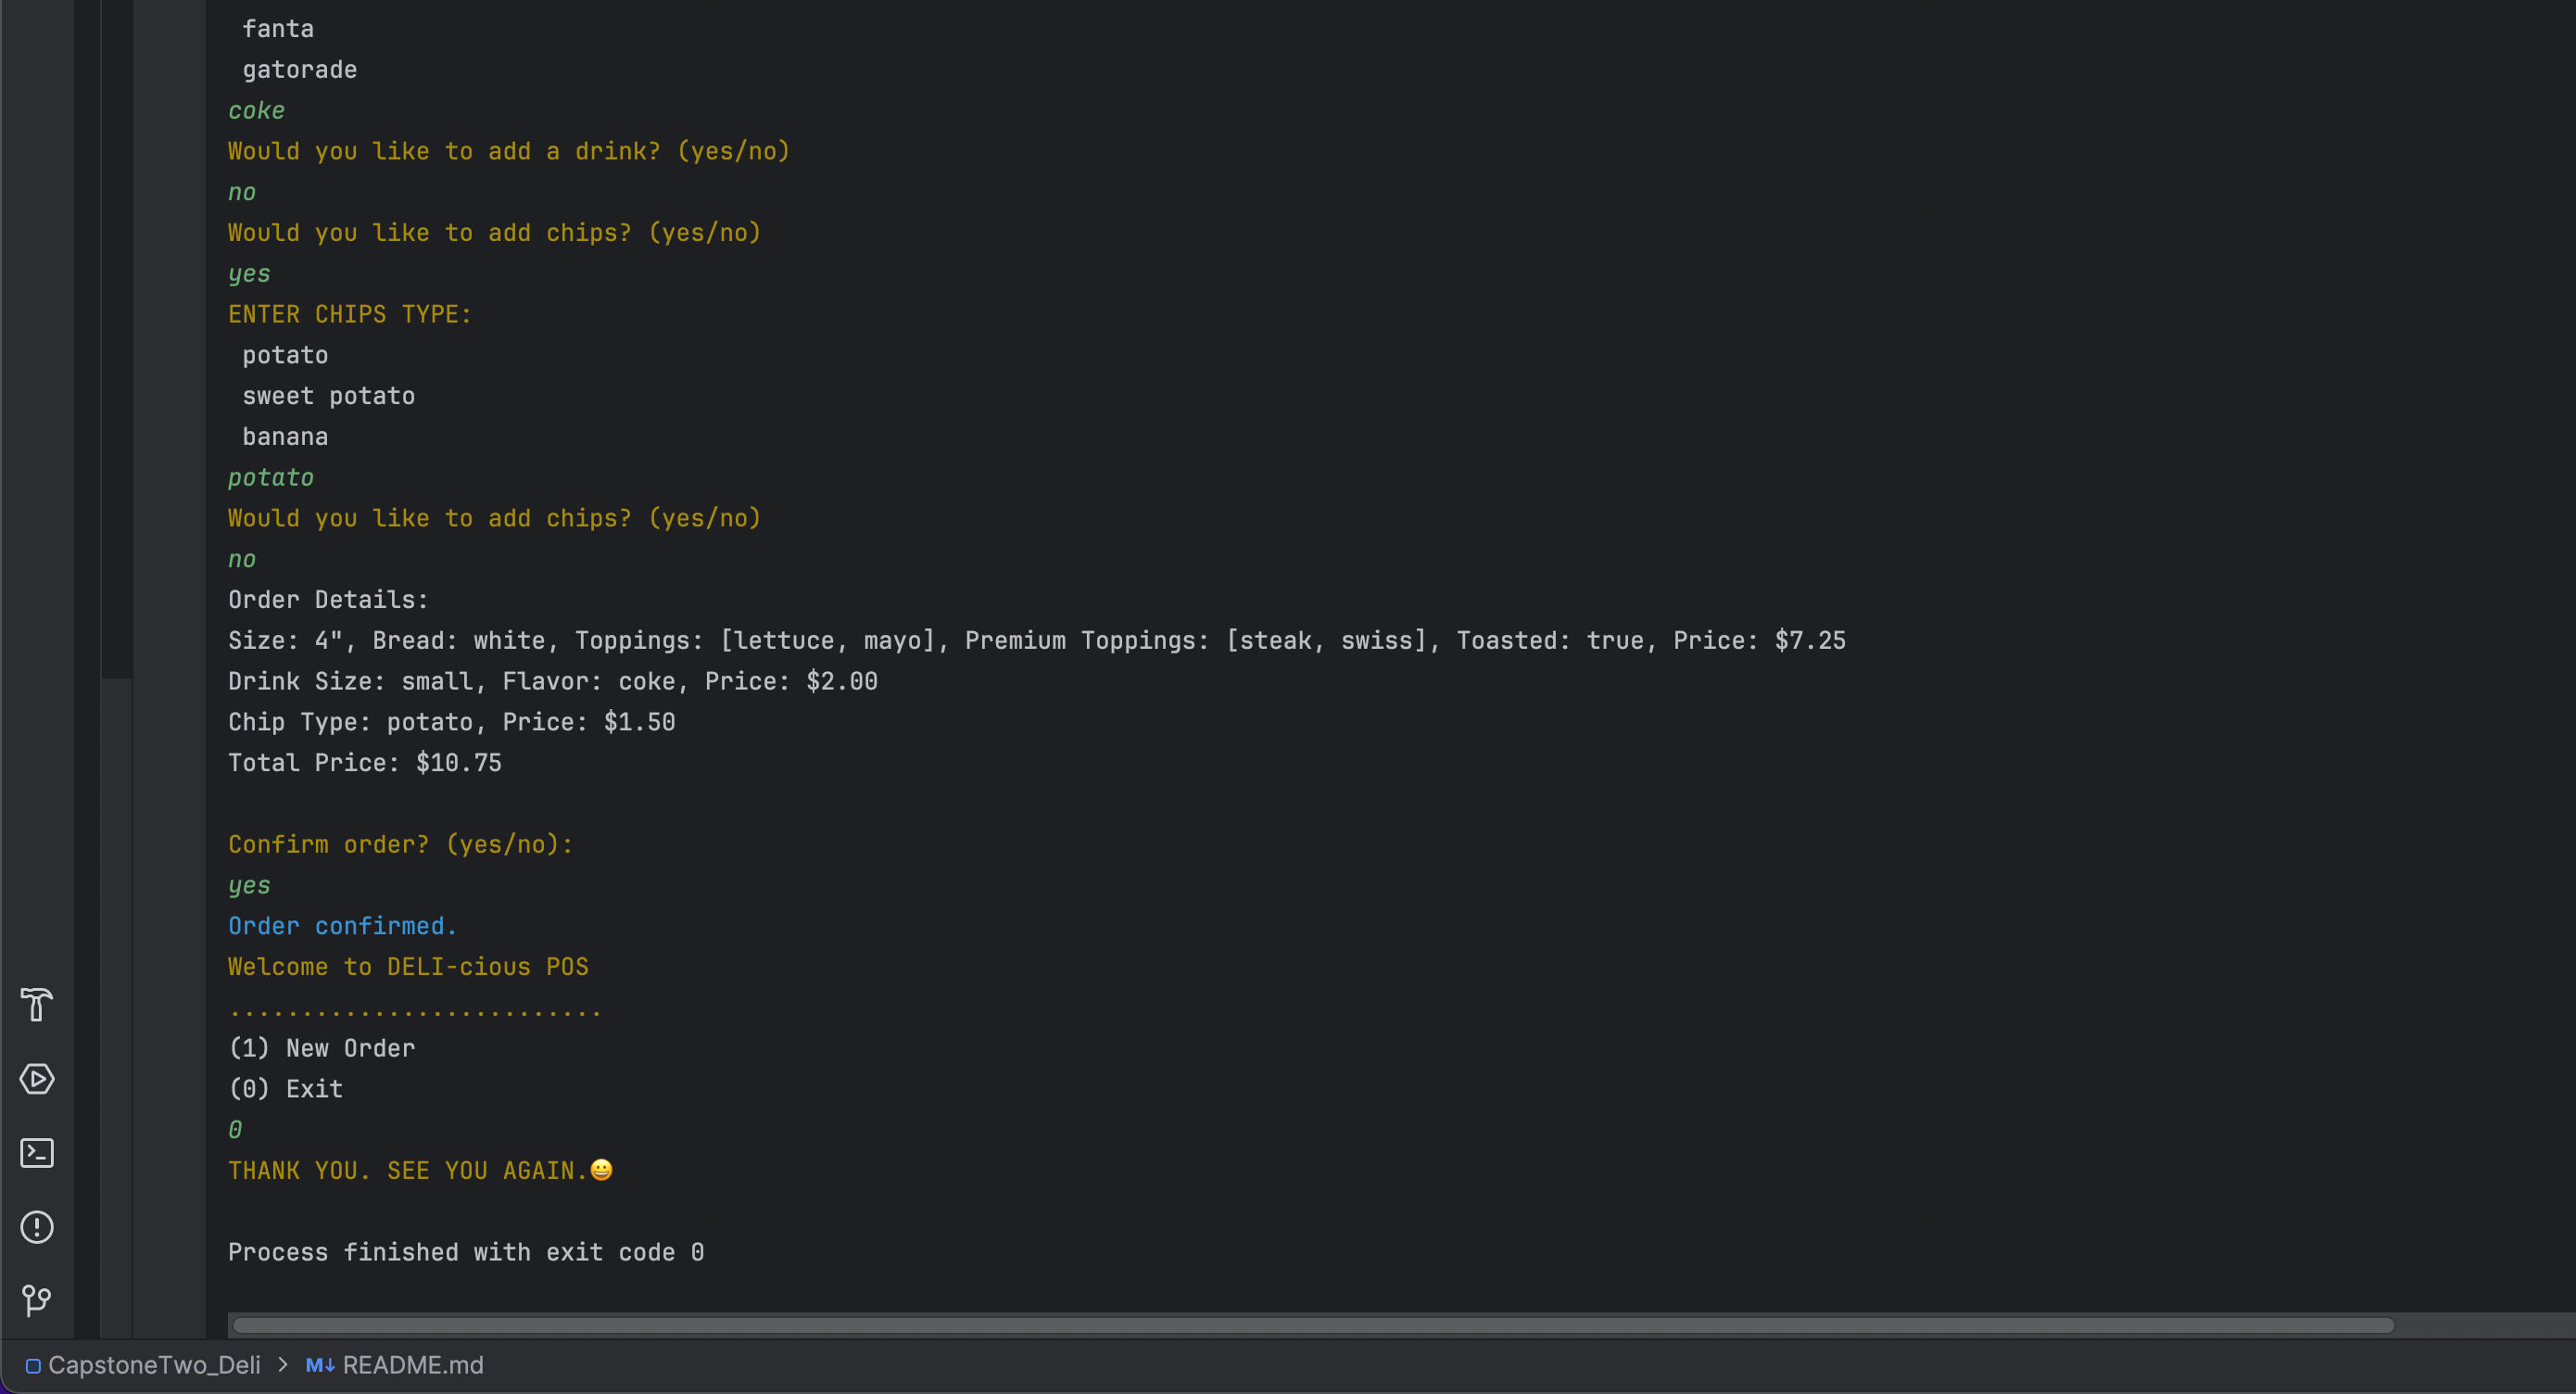 fanta
gatorade
coke
Would you like to add a drink? (yes/no)
no
Would you like to add chips? (yes/no)
yes
ENTER CHIPS TYPE:
potato
sweet potato
banana
potato
Would you like to add chips? (yes/no)
no
Order Details:
Size: 4", Bread: white, Toppings: [lettuce, mayo], Premium Toppings: [steak, swiss], Toasted: true, Price: $7.25
Drink Size: small, Flavor: coke, Price: $2.00
Chip Type: potato, Price: $1.50
Total Price: $10.75
Confirm order? (yes/no):
yes
Order confirmed.
Welcome to DELI-cious POS
..........................
(1) New Order
(0) Exit
0
THANK YOU. SEE YOU AGAIN.😀
Process finished with exit code 0
CapstoneTwo_Deli > M↓ README.md